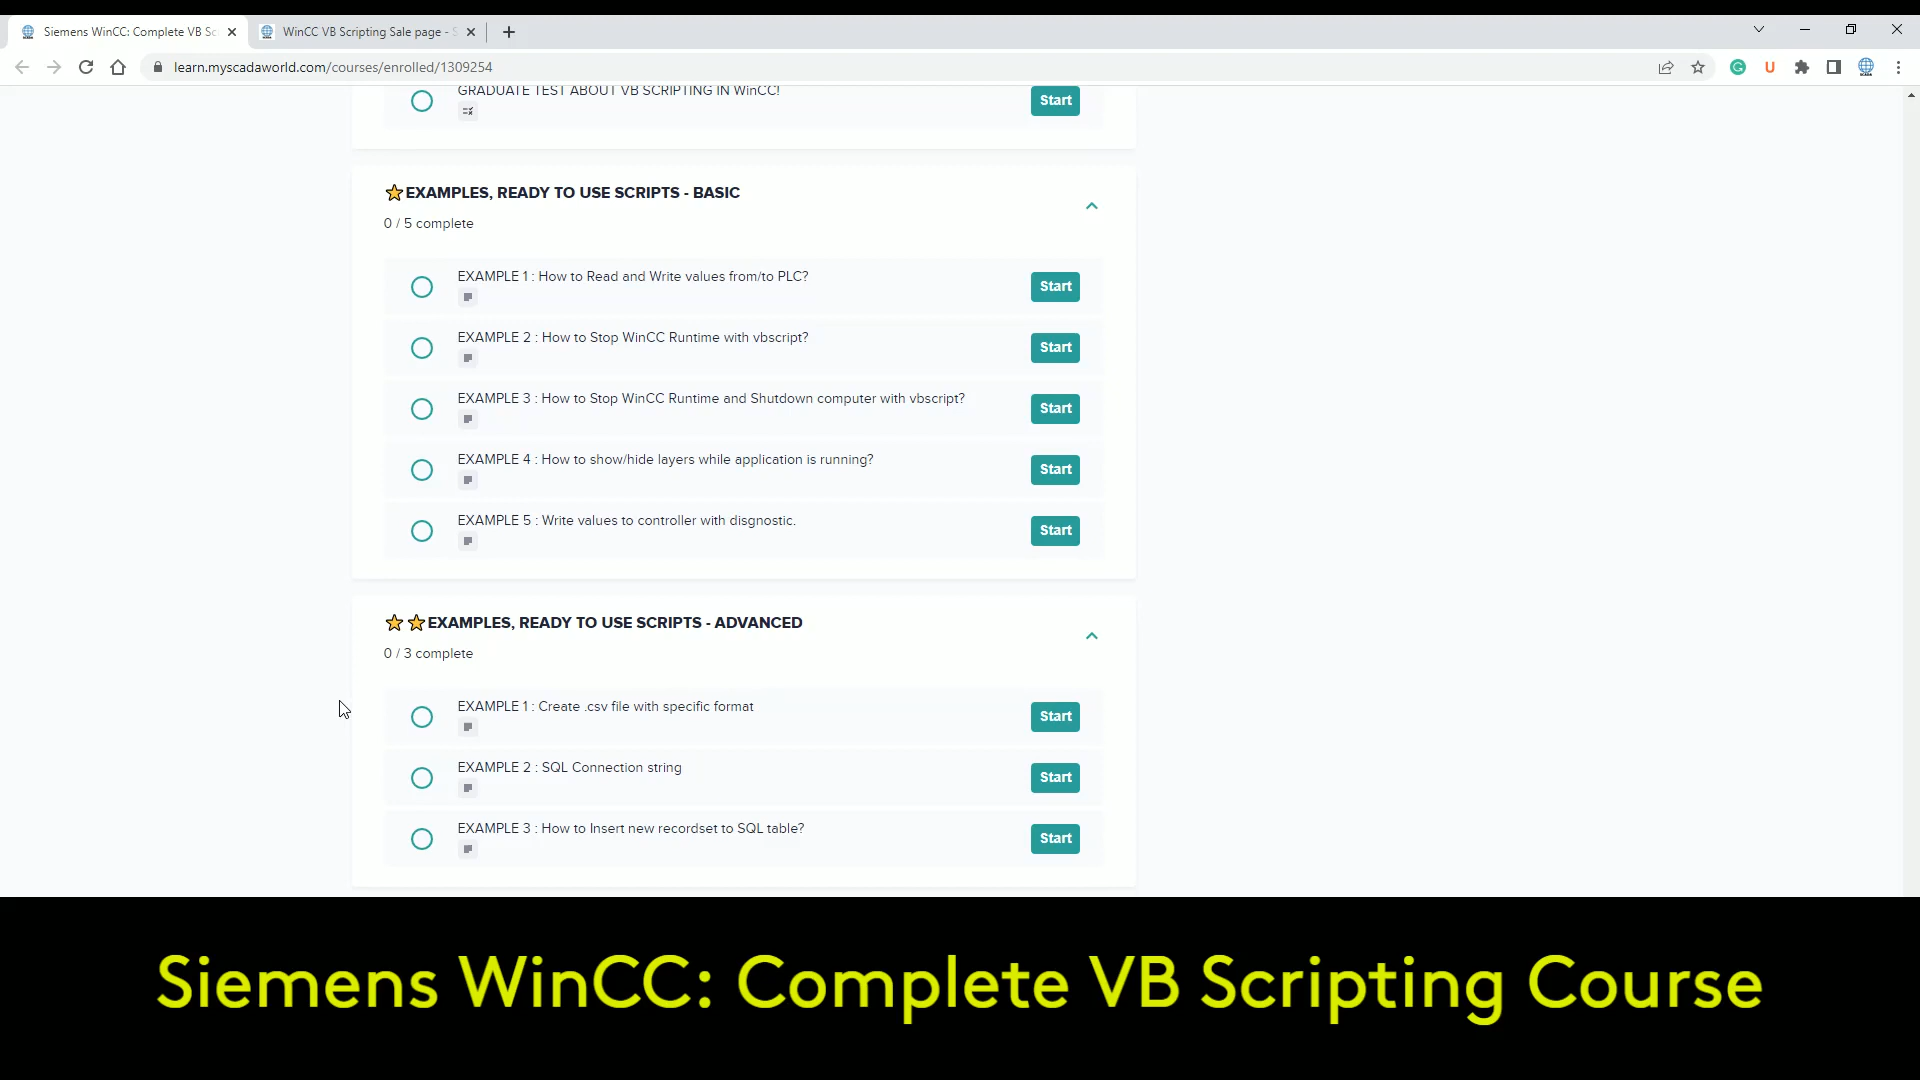 Siemens WinCC: Complete VB Sc
WinCC VB Scripting Sale page - S
learn.myscadaworld.com/courses/enrolled/1309254
GRADUATE TEST ABOUT VB SCRIPTING IN WinCC!
Start
EXAMPLES, READY TO USE SCRIPTS - BASIC
0 / 5 complete
EXAMPLE 1 : How to Read and Write values from/to PLC?
Start
EXAMPLE 2 : How to Stop WinCC Runtime with vbscript?
Start
EXAMPLE 3 : How to Stop WinCC Runtime and Shutdown computer with vbscript?
Start
EXAMPLE 4 : How to show/hide layers while application is running?
Start
EXAMPLE 5 : Write values to controller with disgnostic.
Start
EXAMPLES, READY TO USE SCRIPTS - ADVANCED
0 / 3 complete
EXAMPLE 1 : Create .csv file with specific format
Start
EXAMPLE 2 : SQL Connection string
Start
EXAMPLE 3 : How to Insert new recordset to SQL table?
Start
Siemens WinCC: Complete VB Scripting Course